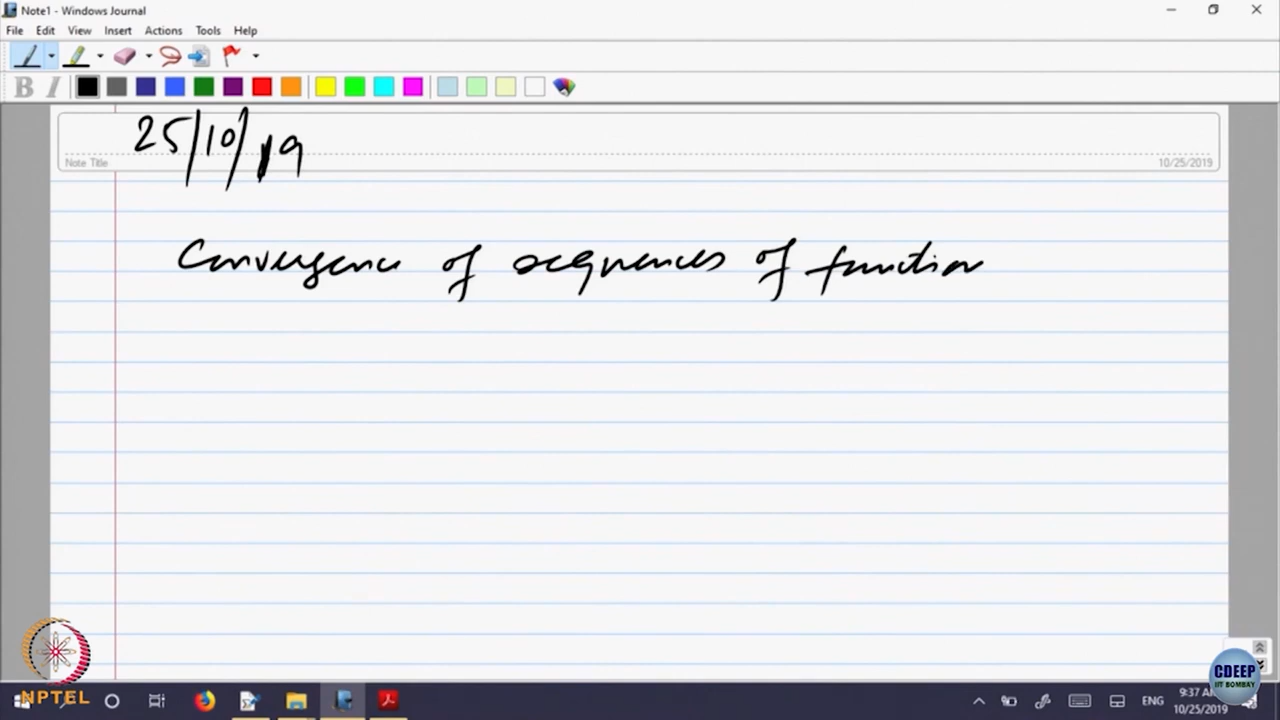 Note1 - Windows Journal
File Edit View Insert Actions Tools Help
B I
25/10/19
Note Title 10/25/2019
Convergence of sequences of function
NPTEL
CDEEP
IIT BOMBAY
ENG
9:37
10/25/2019